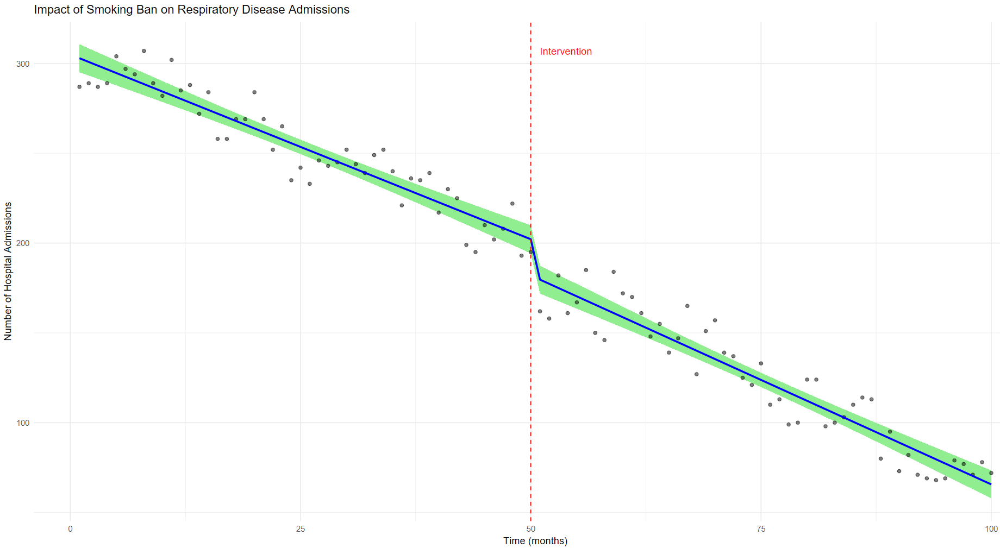 Impact of Smoking Ban on Respiratory Disease Admissions
Intervention
Number of Hospital Admissions
300
200
100
0
25
50
75
100
Time (months)